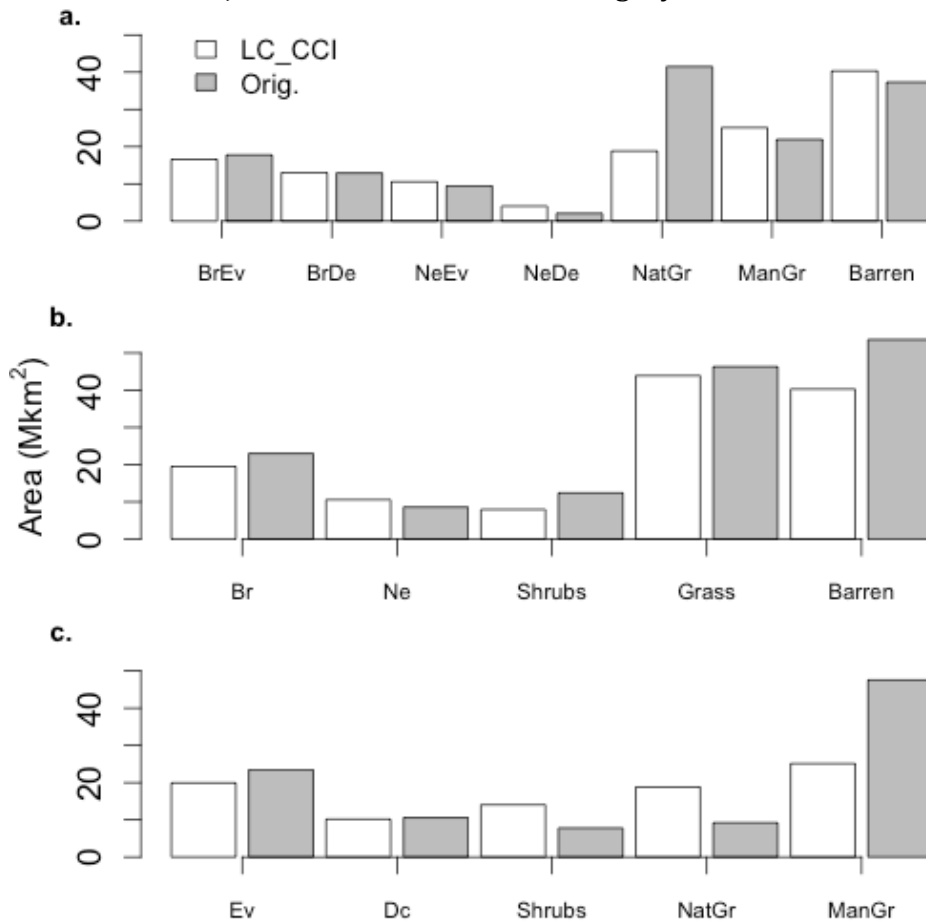 a.
LC_CCI
Orig.
0 20 40
BrEv BrDe NeEv NeDe NatGr ManGr Barren
b.
Area (Mkm²)
0 20 40
Br Ne Shrubs Grass Barren
c.
0 20 40
Ev Dc Shrubs NatGr ManGr